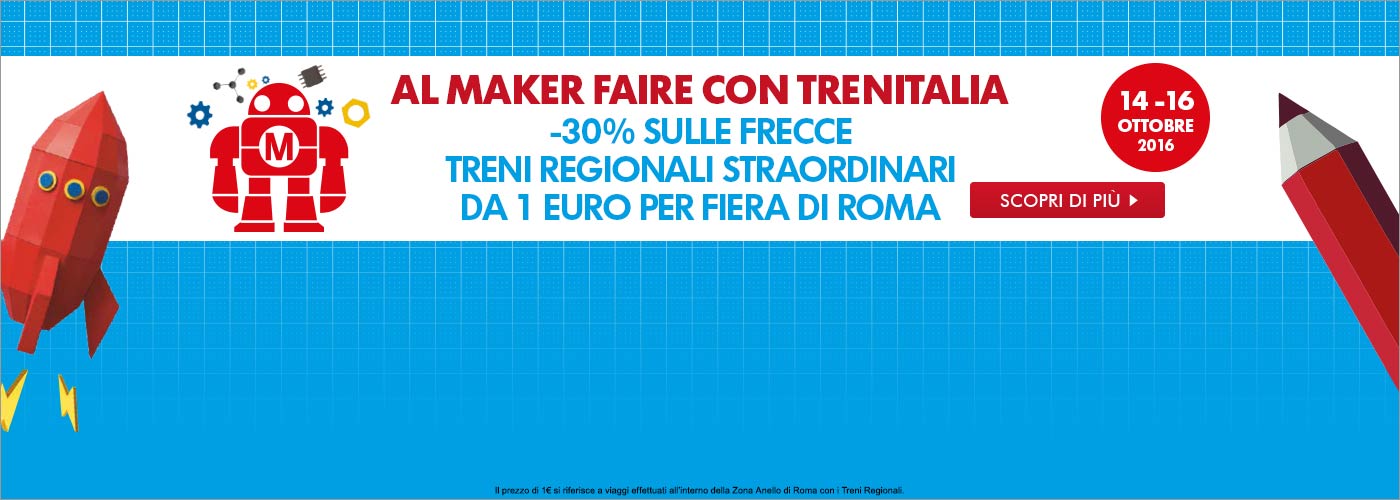 M
AL MAKER FAIRE CON TRENITALIA
-30% SULLE FRECCE
TRENI REGIONALI STRAORDINARI
DA 1 EURO PER FIERA DI ROMA
14 -16
OTTOBRE
2016
SCOPRI DI PIÙ
Il prezzo di 1€ si riferisce a viaggi effettuati all'interno della Zona Anello di Roma con i Treni Regionali.